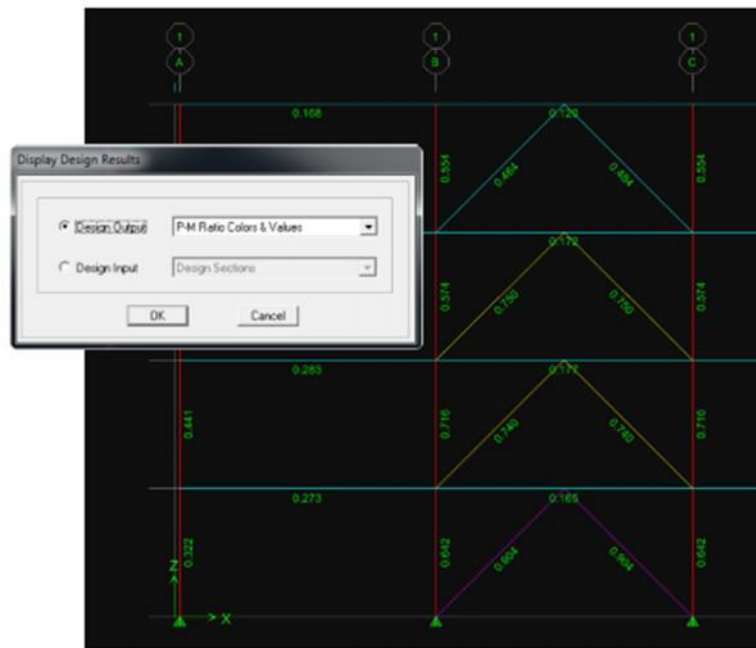 1 1 1
A B C
0.168 0.128
0.554 0.484 0.484 0.554
Display Design Results
Design Output P-M Ratio Colors & Values
Design Input Design Sections
OK Cancel
0.172
0.574 0.750 0.750 0.574
0.283 0.177
0.441 0.716 0.740 0.740 0.716
0.273 0.165
0.322 0.642 0.904 0.904 0.642
Z
X